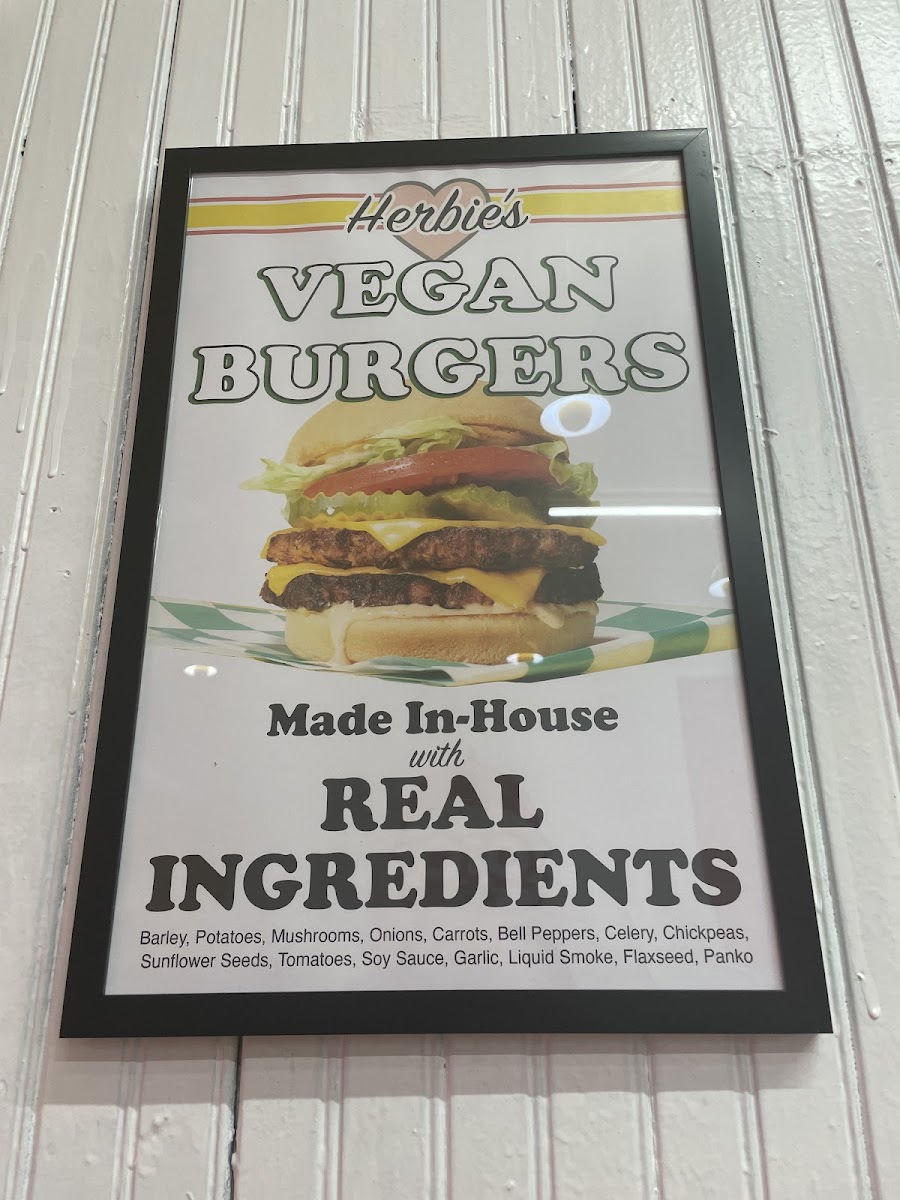 Herbie's
VEGAN
BURGERS
Made In-House
with
REAL
INGREDIENTS
Barley, Potatoes, Mushrooms, Onions, Carrots, Bell Peppers, Celery, Chickpeas,
Sunflower Seeds, Tomatoes, Soy Sauce, Garlic, Liquid Smoke, Flaxseed, Panko